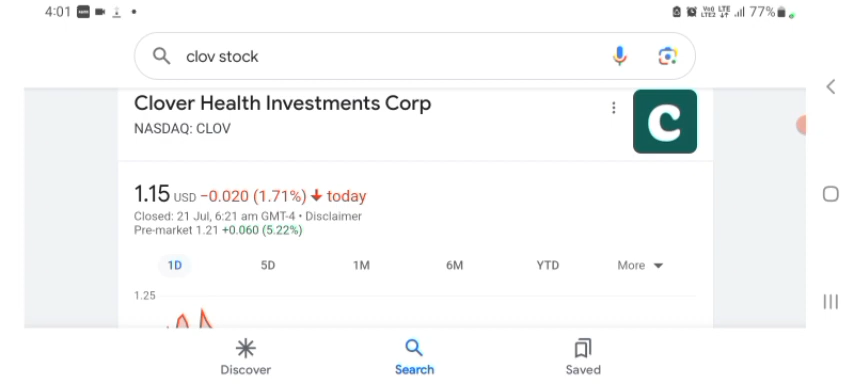 4:01
77%
clov stock
Clover Health Investments Corp
NASDAQ: CLOV
C
1.15 USD −0.020 (1.71%) ↓ today
Closed: 21 Jul, 6:21 am GMT-4 • Disclaimer
Pre-market 1.21 +0.060 (5.22%)
1D 5D 1M 6M YTD More
1.25
Discover Search Saved